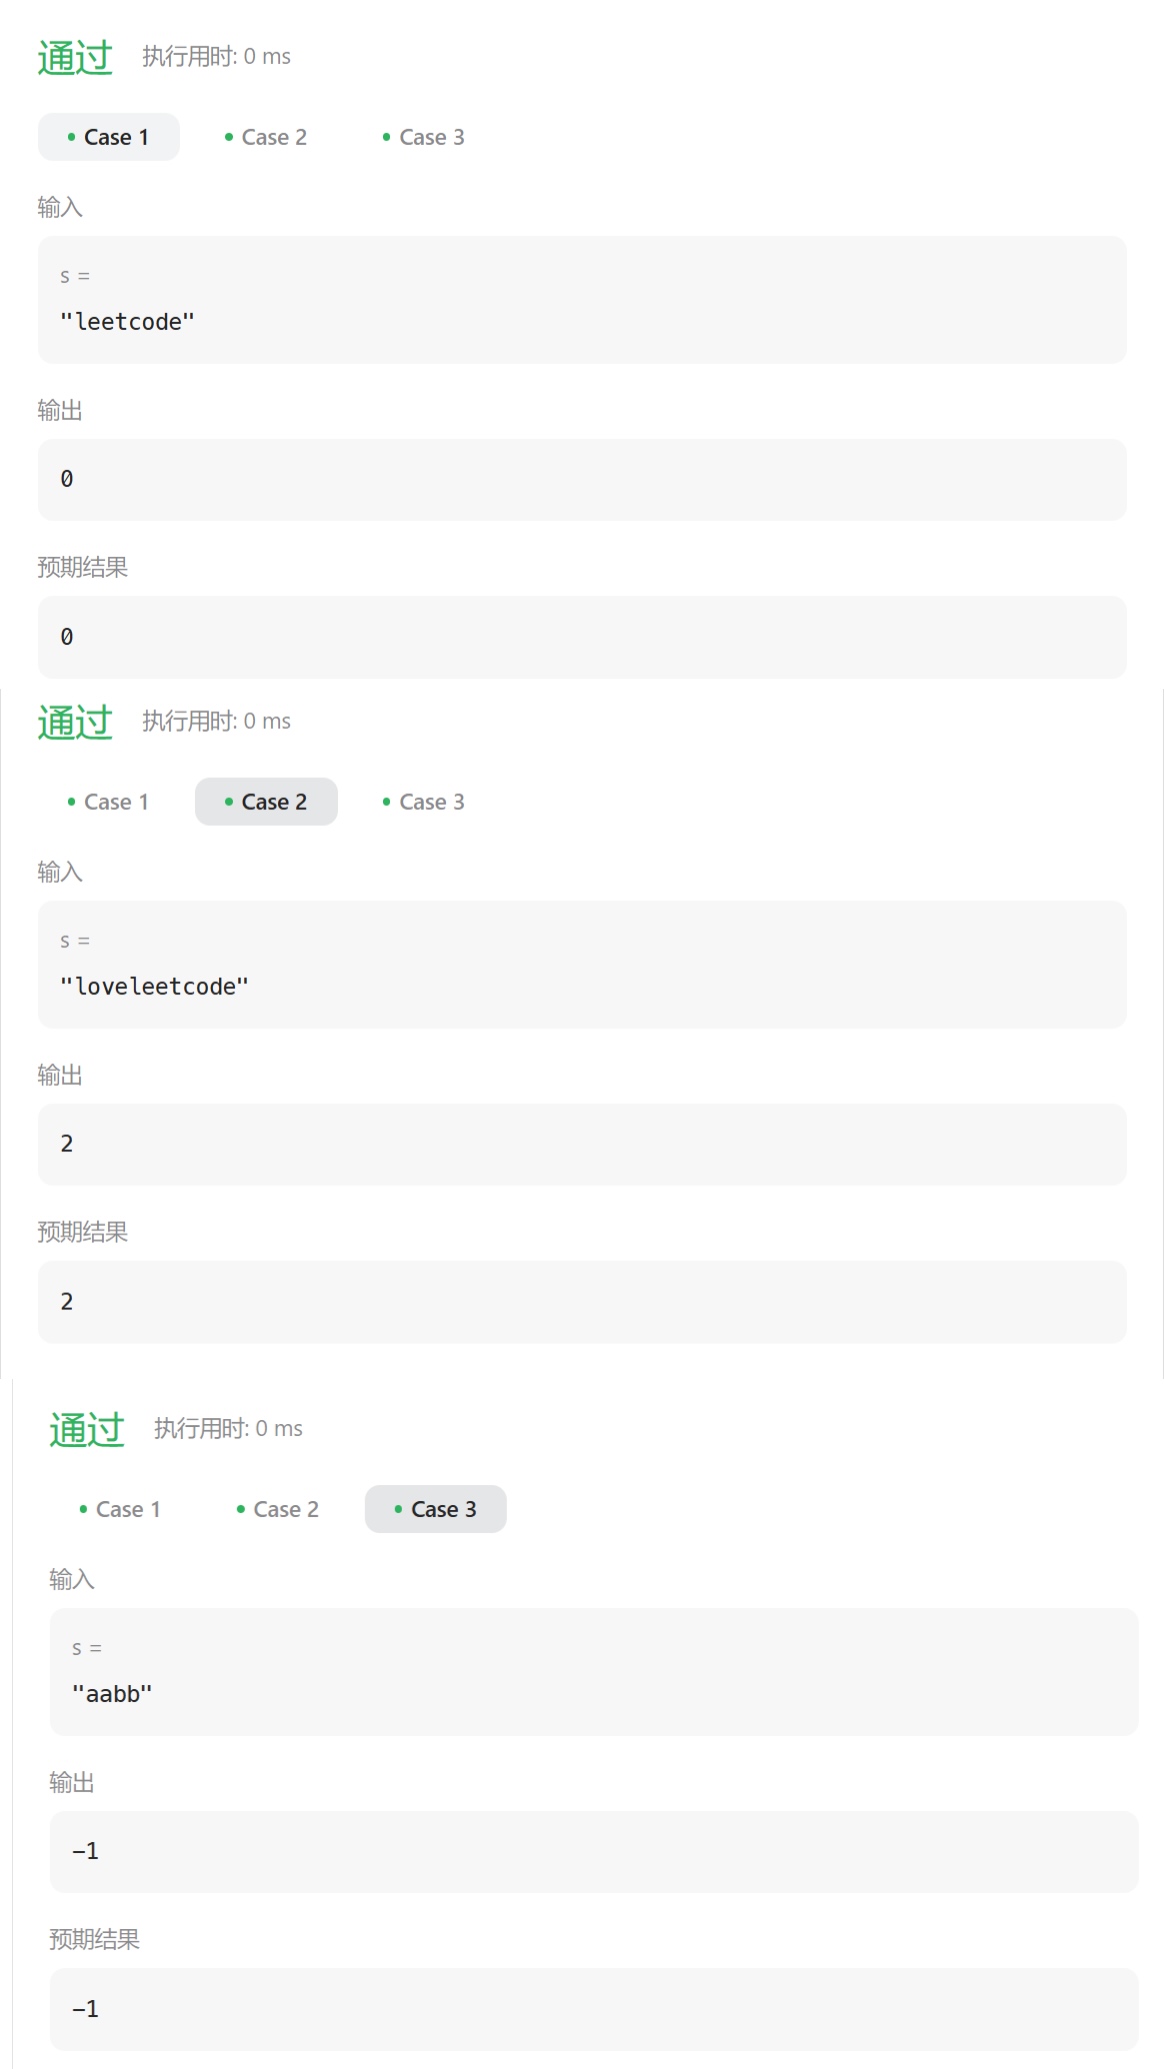 通过 执行用时: 0 ms
Case 1 Case 2 Case 3
输入
s =
"leetcode"
输出
0
预期结果
0
通过 执行用时: 0 ms
Case 1 Case 2 Case 3
输入
s =
"loveleetcode"
输出
2
预期结果
2
通过 执行用时: 0 ms
Case 1 Case 2 Case 3
输入
s =
"aabb"
输出
-1
预期结果
-1